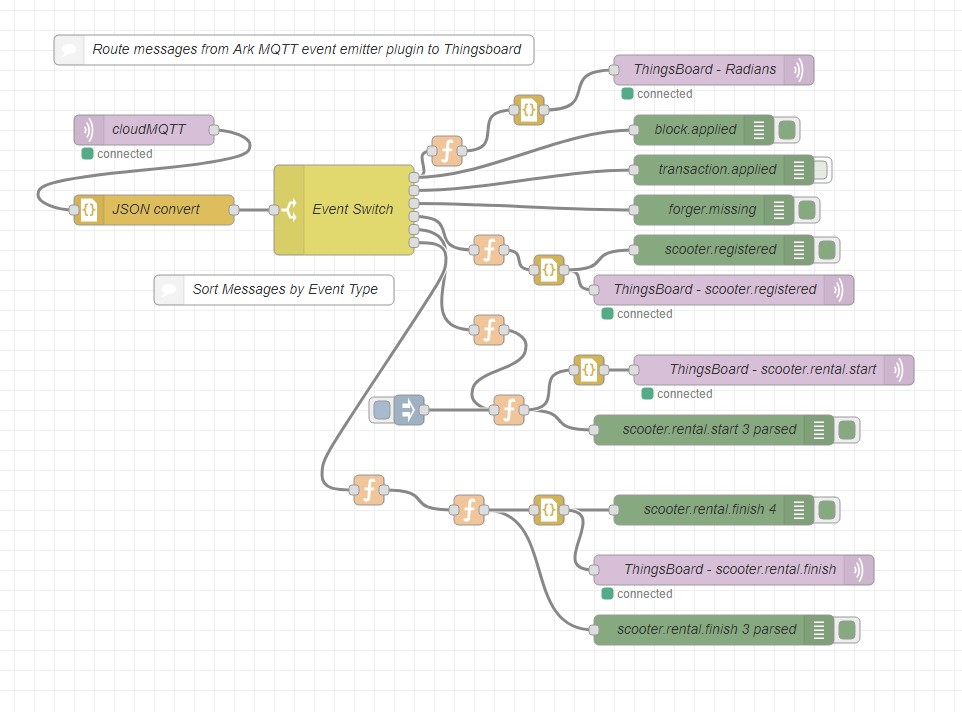 Route messages from Ark MQTT event emitter plugin to Thingsboard
ThingsBoard - Radians
connected
cloudMQTT
connected
block.applied
transaction.applied
JSON convert
Event Switch
forger.missing
scooter.registered
Sort Messages by Event Type
ThingsBoard - scooter.registered
connected
ThingsBoard - scooter.rental.start
connected
scooter.rental.start 3 parsed
scooter.rental.finish 4
ThingsBoard - scooter.rental.finish
connected
scooter.rental.finish 3 parsed